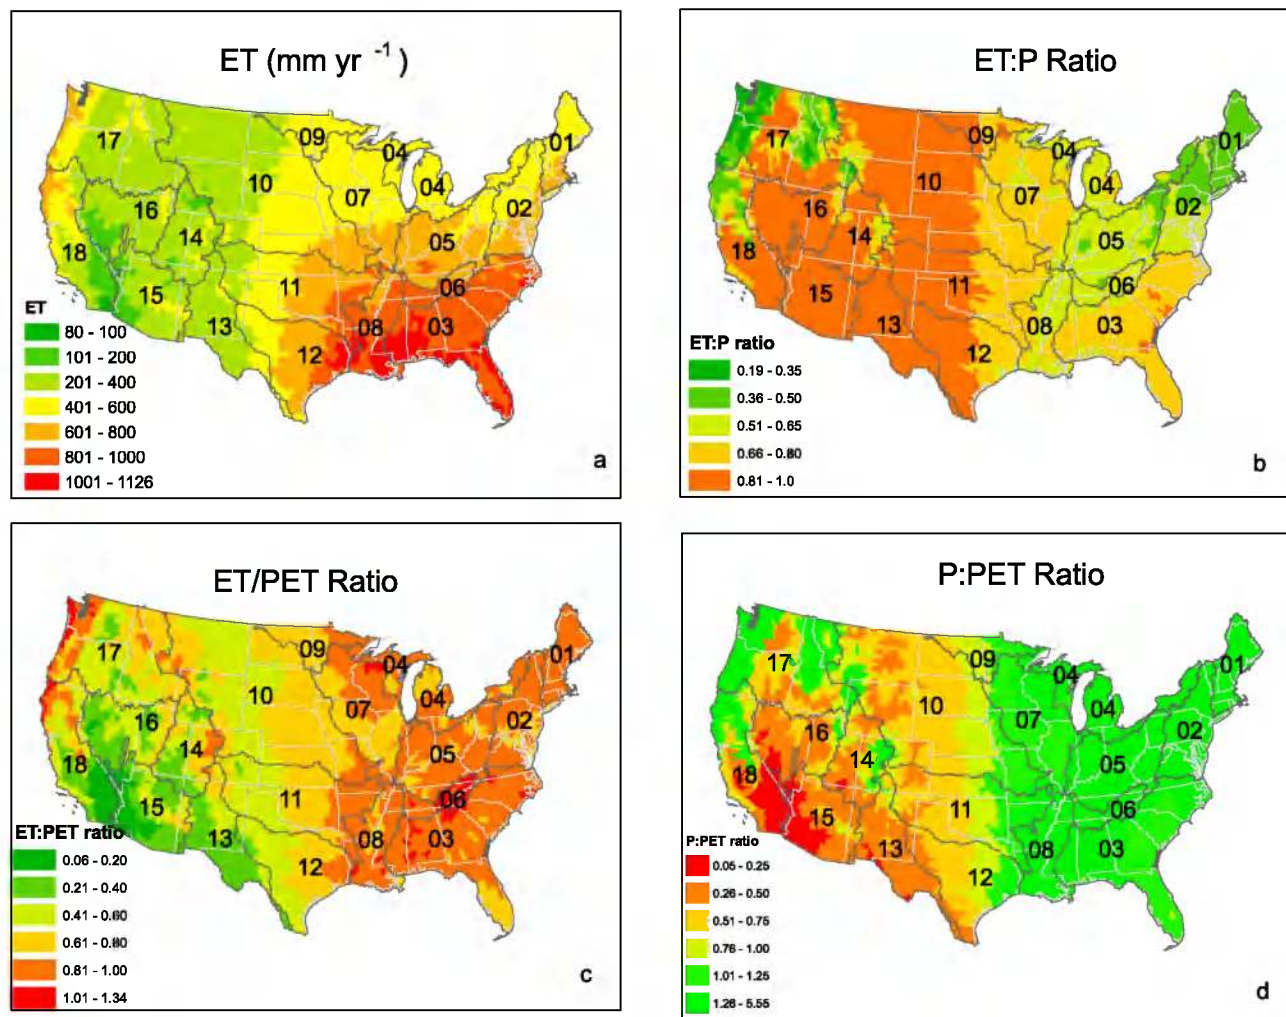 ET (mm yr -1 )
09
01
17
04
10
04
07
02
16
05
14
18
11
06
15
13
08
03
12
ET
80 - 100
101 - 200
201 - 400
401 - 600
601 - 800
801 - 1000
1001 - 1126
a
ET:P Ratio
09
01
17
04
10
04
07
02
16
05
14
18
11
06
15
13
08
03
12
ET:P ratio
0.19 - 0.35
0.36 - 0.50
0.51 - 0.65
0.66 - 0.80
0.81 - 1.0
b
ET/PET Ratio
09
01
17
04
10
04
07
02
16
05
14
18
11
06
15
13
08
03
12
ET:PET ratio
0.06 - 0.20
0.21 - 0.40
0.41 - 0.60
0.61 - 0.80
0.81 - 1.00
1.01 - 1.34
c
P:PET Ratio
09
01
17
04
10
04
07
02
16
05
14
18
11
06
15
13
08
03
12
P:PET ratio
0.05 - 0.25
0.26 - 0.50
0.51 - 0.75
0.76 - 1.00
1.01 - 1.25
1.26 - 5.55
d